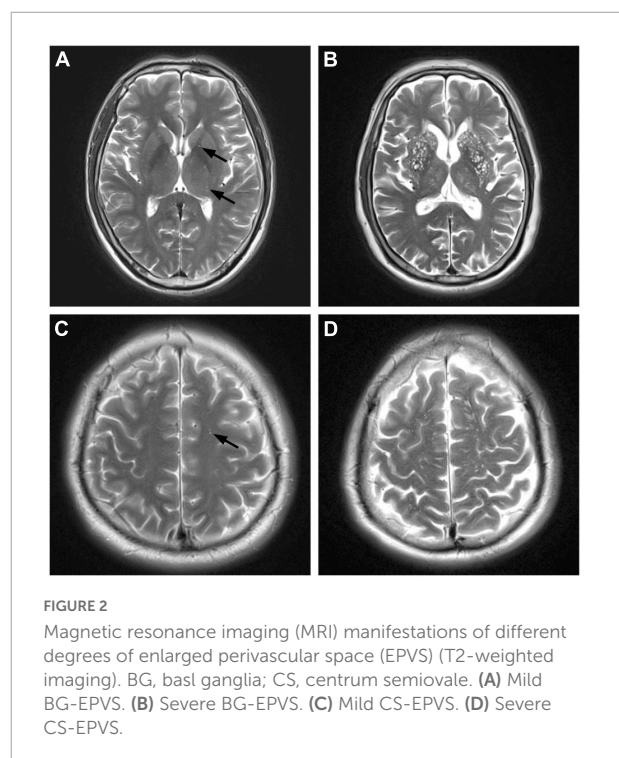 A
B
C
D
FIGURE 2
Magnetic resonance imaging (MRI) manifestations of different
degrees of enlarged perivascular space (EPVS) (T2-weighted
imaging). BG, basl ganglia; CS, centrum semiovale. (A) Mild
BG-EPVS. (B) Severe BG-EPVS. (C) Mild CS-EPVS. (D) Severe
CS-EPVS.